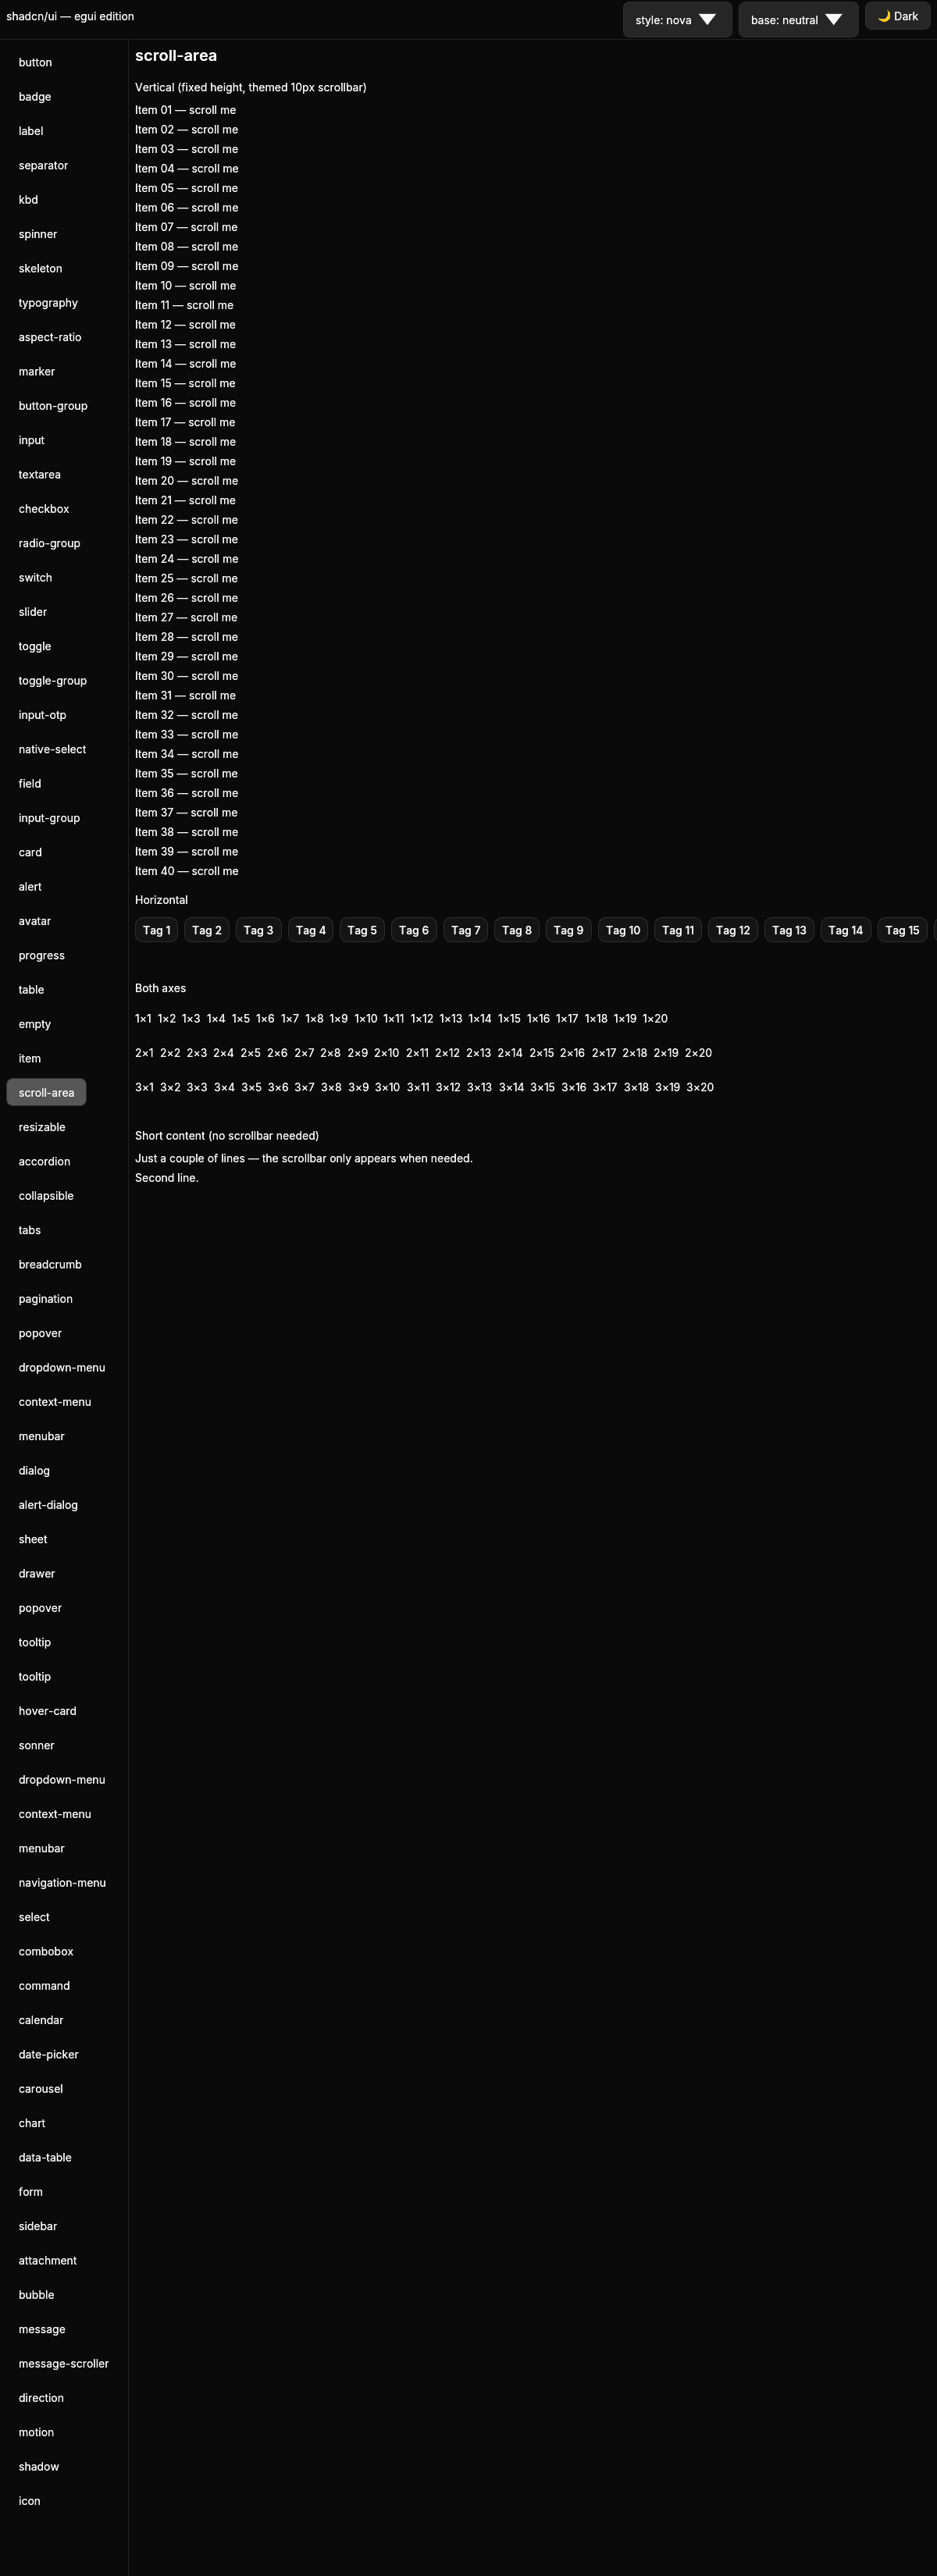 shadcn/ui — egui edition
style: nova
base: neutral
🌙 Dark
button
badge
label
separator
kbd
spinner
skeleton
typography
aspect-ratio
marker
button-group
input
textarea
checkbox
radio-group
switch
slider
toggle
toggle-group
input-otp
native-select
field
input-group
card
alert
avatar
progress
table
empty
item
scroll-area
resizable
accordion
collapsible
tabs
breadcrumb
pagination
popover
dropdown-menu
context-menu
menubar
dialog
alert-dialog
sheet
drawer
popover
tooltip
tooltip
hover-card
sonner
dropdown-menu
context-menu
menubar
navigation-menu
select
combobox
command
calendar
date-picker
carousel
chart
data-table
form
sidebar
attachment
bubble
message
message-scroller
direction
motion
shadow
icon
scroll-area
Vertical (fixed height, themed 10px scrollbar)
Item 01 — scroll me
Item 02 — scroll me
Item 03 — scroll me
Item 04 — scroll me
Item 05 — scroll me
Item 06 — scroll me
Item 07 — scroll me
Item 08 — scroll me
Item 09 — scroll me
Item 10 — scroll me
Item 11 — scroll me
Item 12 — scroll me
Item 13 — scroll me
Item 14 — scroll me
Item 15 — scroll me
Item 16 — scroll me
Item 17 — scroll me
Item 18 — scroll me
Item 19 — scroll me
Item 20 — scroll me
Item 21 — scroll me
Item 22 — scroll me
Item 23 — scroll me
Item 24 — scroll me
Item 25 — scroll me
Item 26 — scroll me
Item 27 — scroll me
Item 28 — scroll me
Item 29 — scroll me
Item 30 — scroll me
Item 31 — scroll me
Item 32 — scroll me
Item 33 — scroll me
Item 34 — scroll me
Item 35 — scroll me
Item 36 — scroll me
Item 37 — scroll me
Item 38 — scroll me
Item 39 — scroll me
Item 40 — scroll me
Horizontal
Tag 1 Tag 2 Tag 3 Tag 4 Tag 5 Tag 6 Tag 7 Tag 8 Tag 9 Tag 10 Tag 11 Tag 12 Tag 13 Tag 14 Tag 15
Both axes
1×1 1×2 1×3 1×4 1×5 1×6 1×7 1×8 1×9 1×10 1×11 1×12 1×13 1×14 1×15 1×16 1×17 1×18 1×19 1×20
2×1 2×2 2×3 2×4 2×5 2×6 2×7 2×8 2×9 2×10 2×11 2×12 2×13 2×14 2×15 2×16 2×17 2×18 2×19 2×20
3×1 3×2 3×3 3×4 3×5 3×6 3×7 3×8 3×9 3×10 3×11 3×12 3×13 3×14 3×15 3×16 3×17 3×18 3×19 3×20
Short content (no scrollbar needed)
Just a couple of lines — the scrollbar only appears when needed.
Second line.